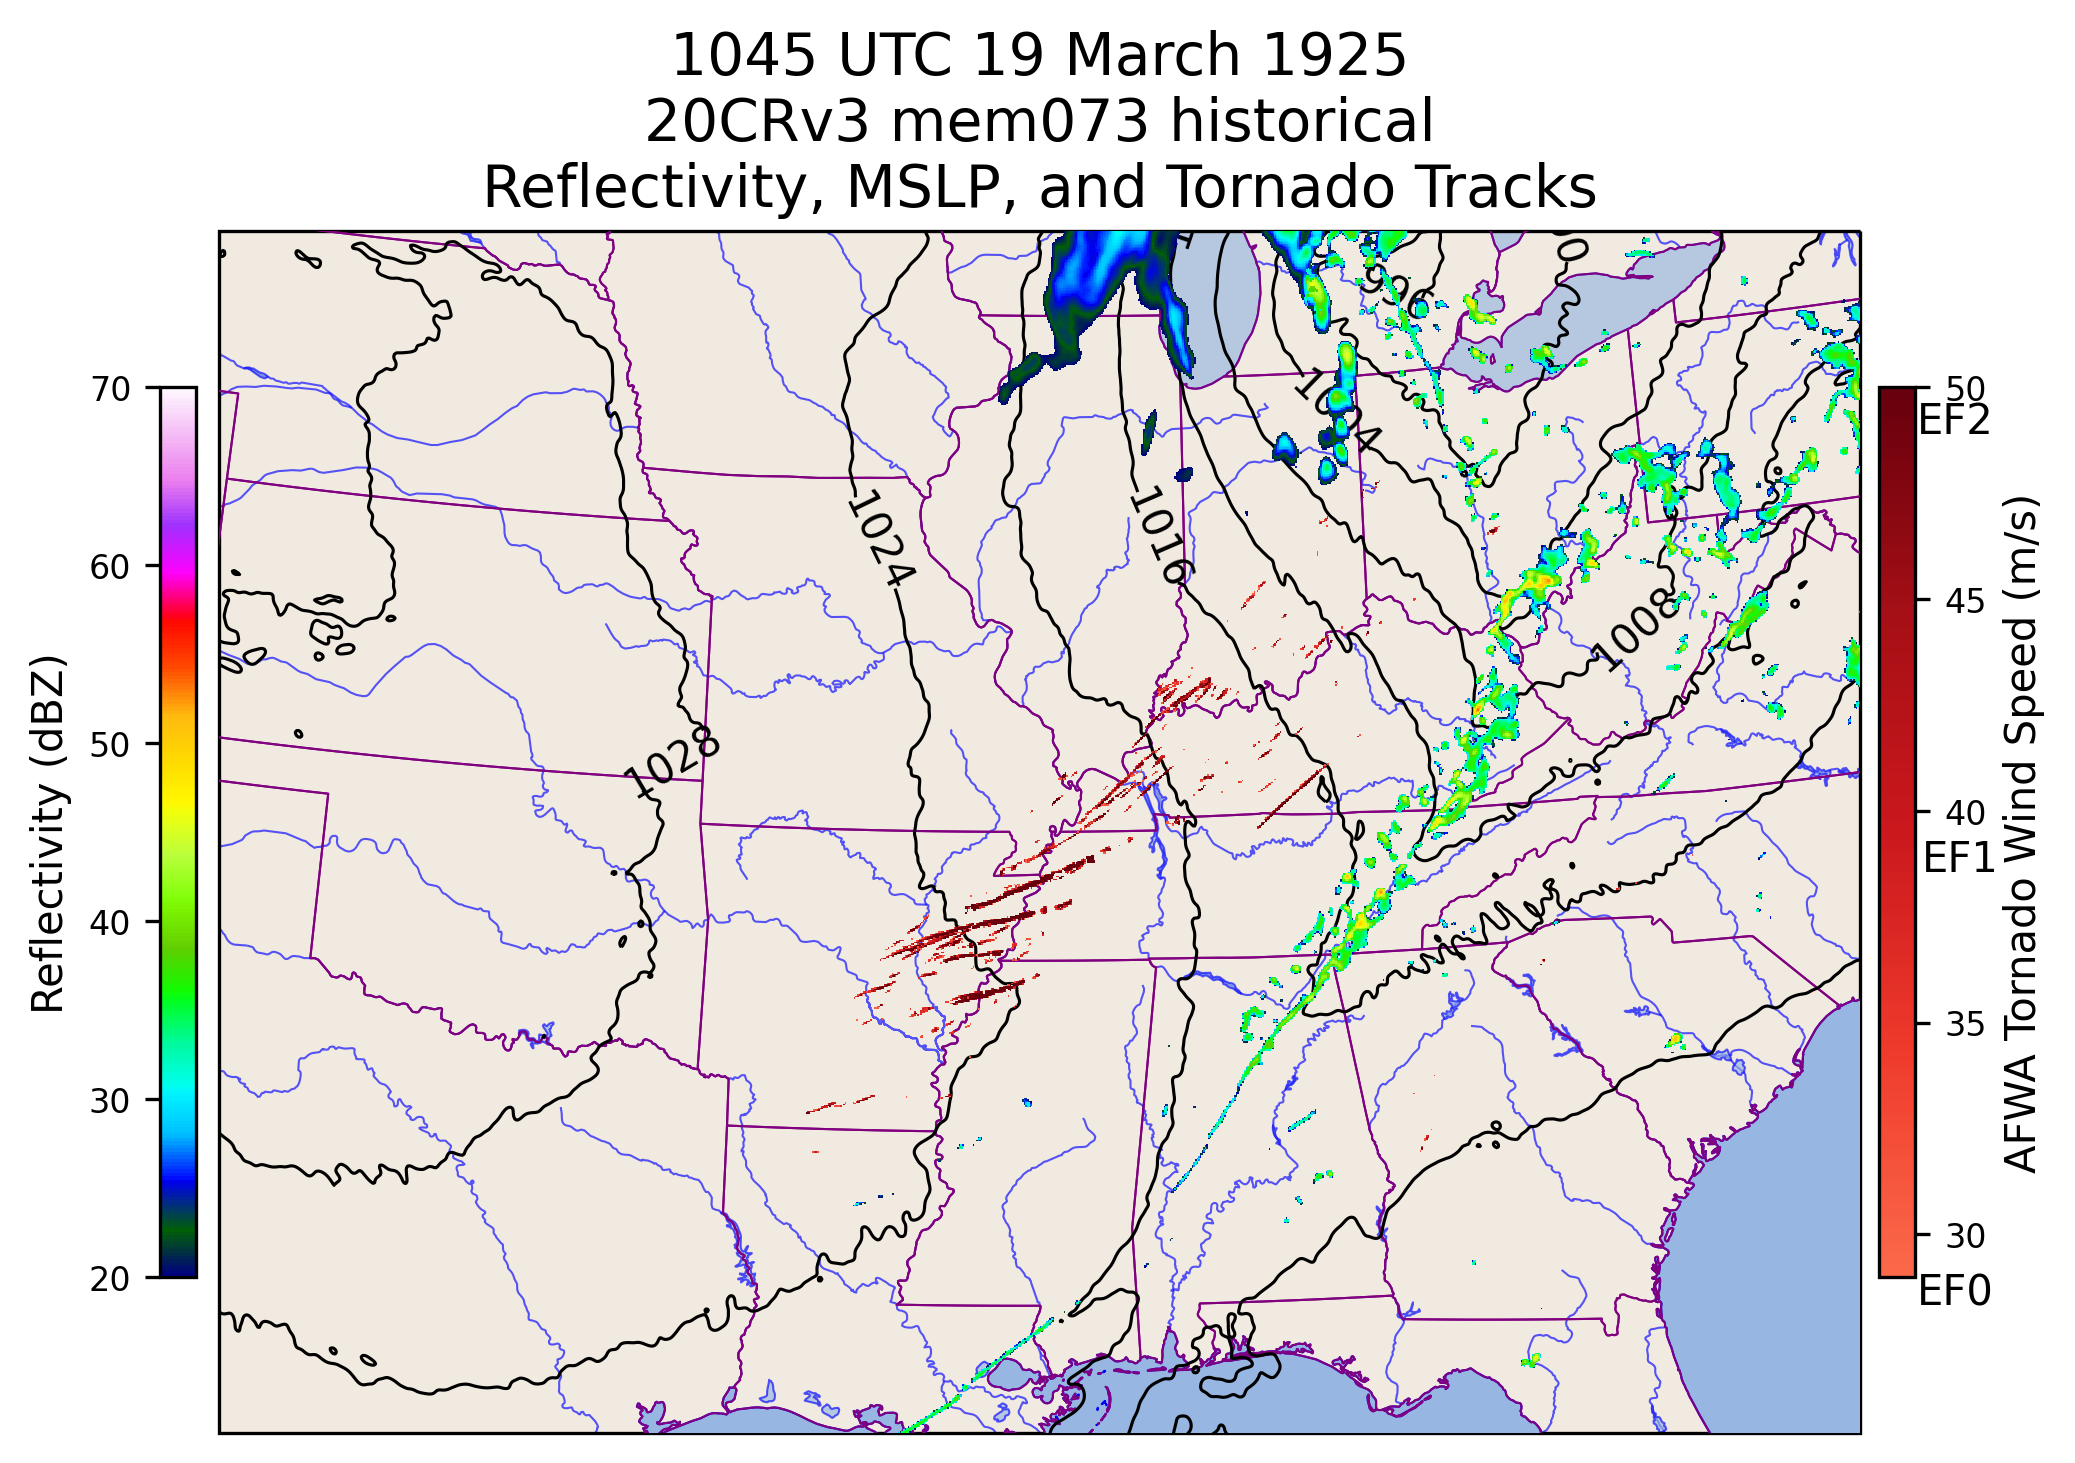 1045 UTC 19 March 1925
20CRv3 mem073 historical
Reflectivity, MSLP, and Tornado Tracks
Reflectivity (dBZ)
70
60
50
40
30
20
996
1004
1024
1016
1008
1028
50
EF2
45
40
EF1
35
30
EF0
AFWA Tornado Wind Speed (m/s)